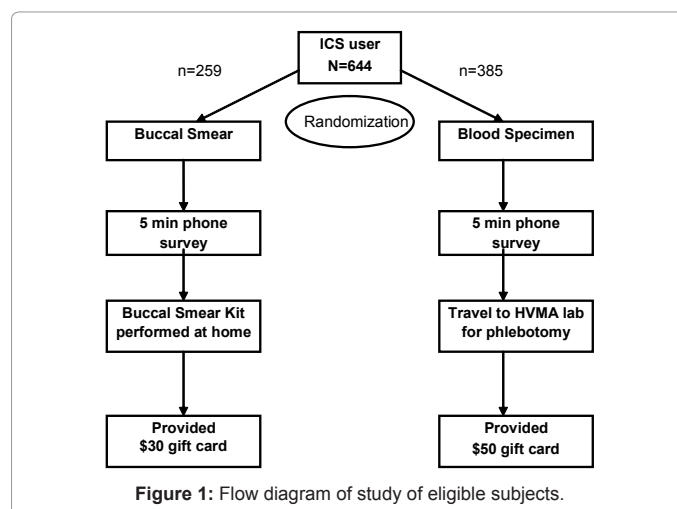 ICS user
N=644
n=259
n=385
Randomization
Buccal Smear
Blood Specimen
5 min phone
survey
5 min phone
survey
Buccal Smear Kit
performed at home
Travel to HVMA lab
for phlebotomy
Provided
$30 gift card
Provided
$50 gift card
Figure 1: Flow diagram of study of eligible subjects.